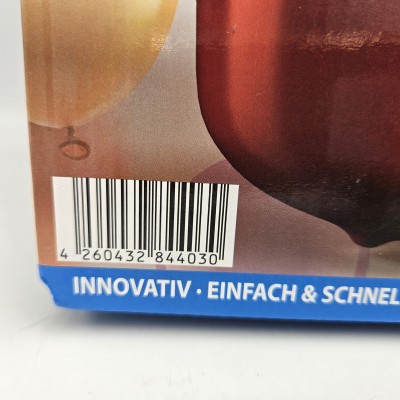 4 260432 844030
INNOVATIV · EINFACH & SCHNEL